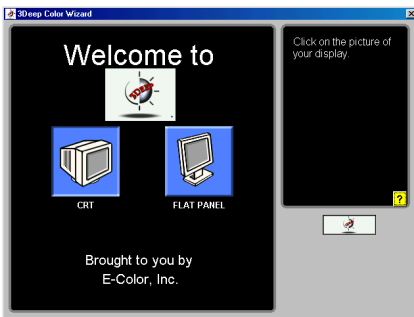 3Deep Color Wizard
Welcome to
3Deep
CRT
FLAT PANEL
Brought to you by
E-Color, Inc.
Click on the picture of
your display.
?